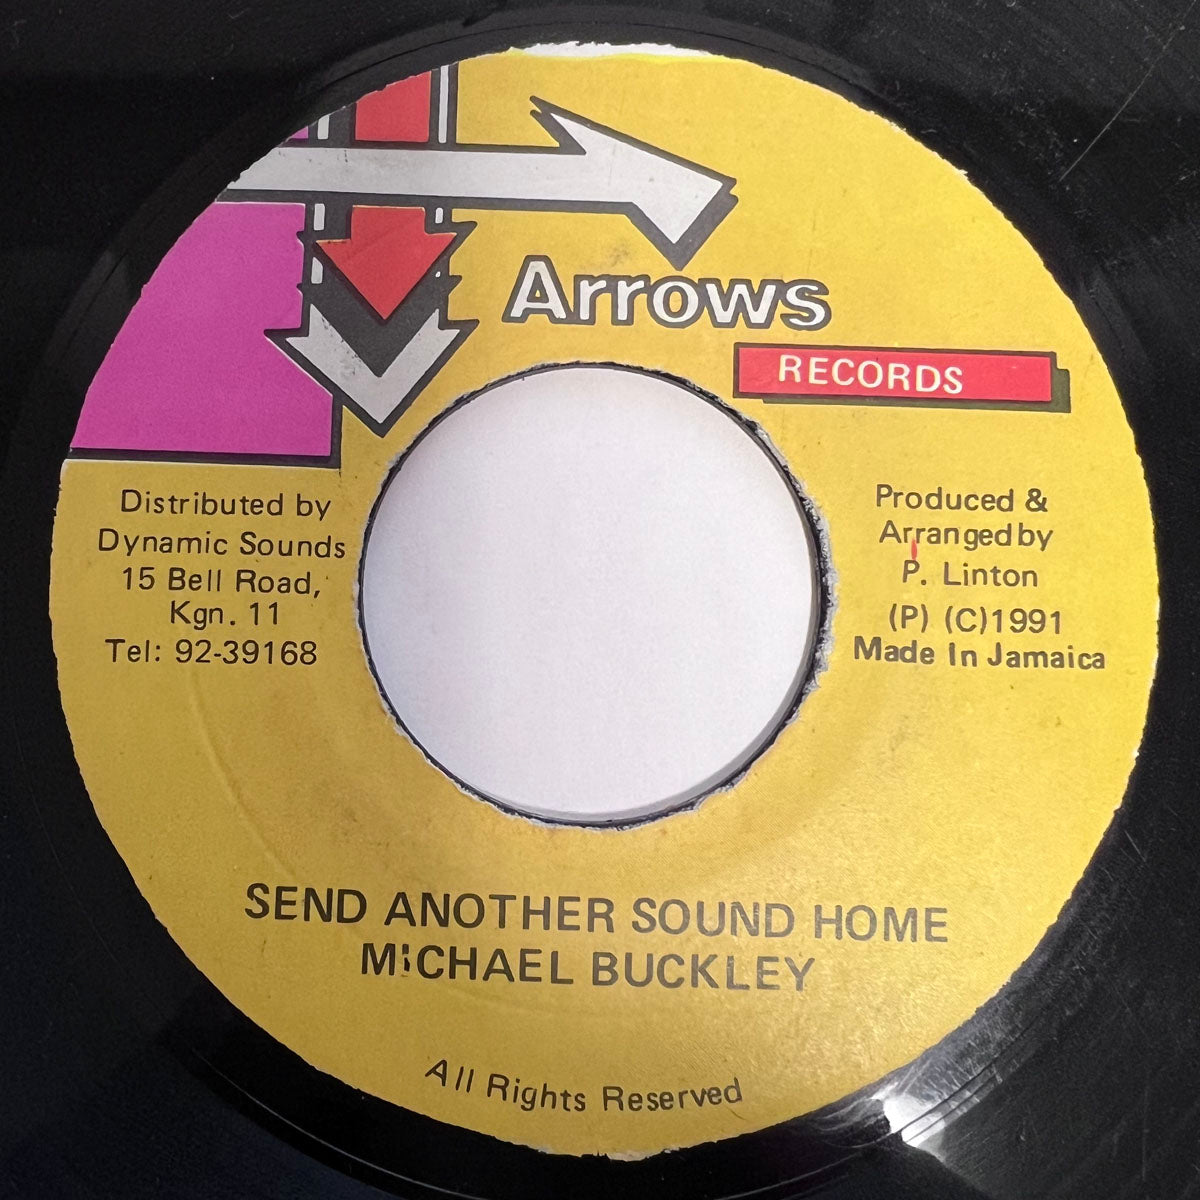 Arrows
RECORDS
Distributed by
Dynamic Sounds
15 Bell Road,
Kgn. 11
Tel: 92-39168
Produced &
Arranged by
P. Linton
(P) (C)1991
Made In Jamaica
SEND ANOTHER SOUND HOME
MICHAEL BUCKLEY
All Rights Reserved